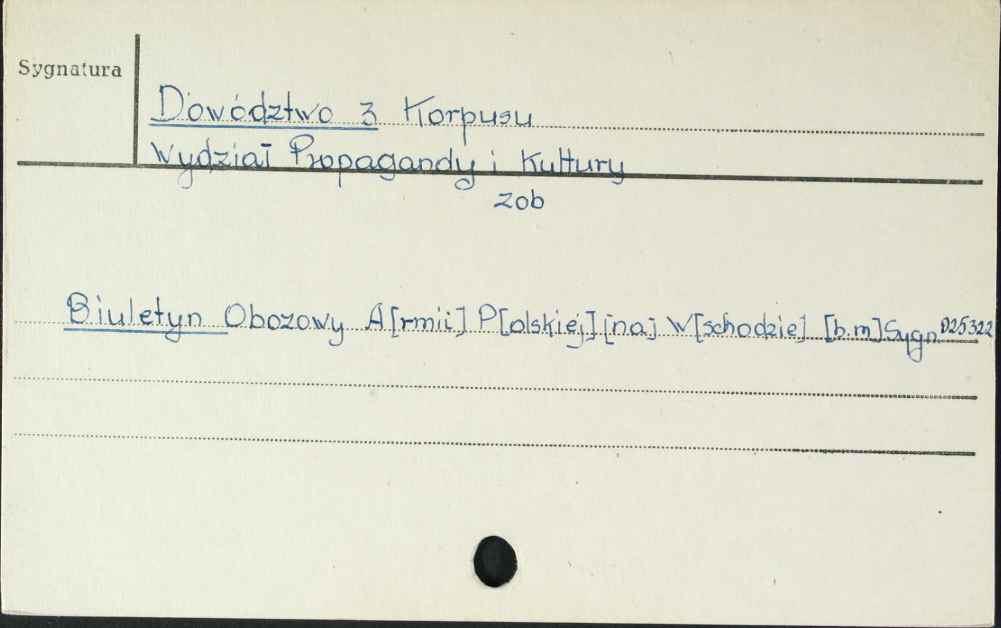 Sygnatura
Dowództwo 3 Korpusu
Wydział Propagandy i Kultury
zob
Biuletyn Obozowy A[rmii] P[olskiej] [na] W[schodzie] [b.m] Sygn. 025322